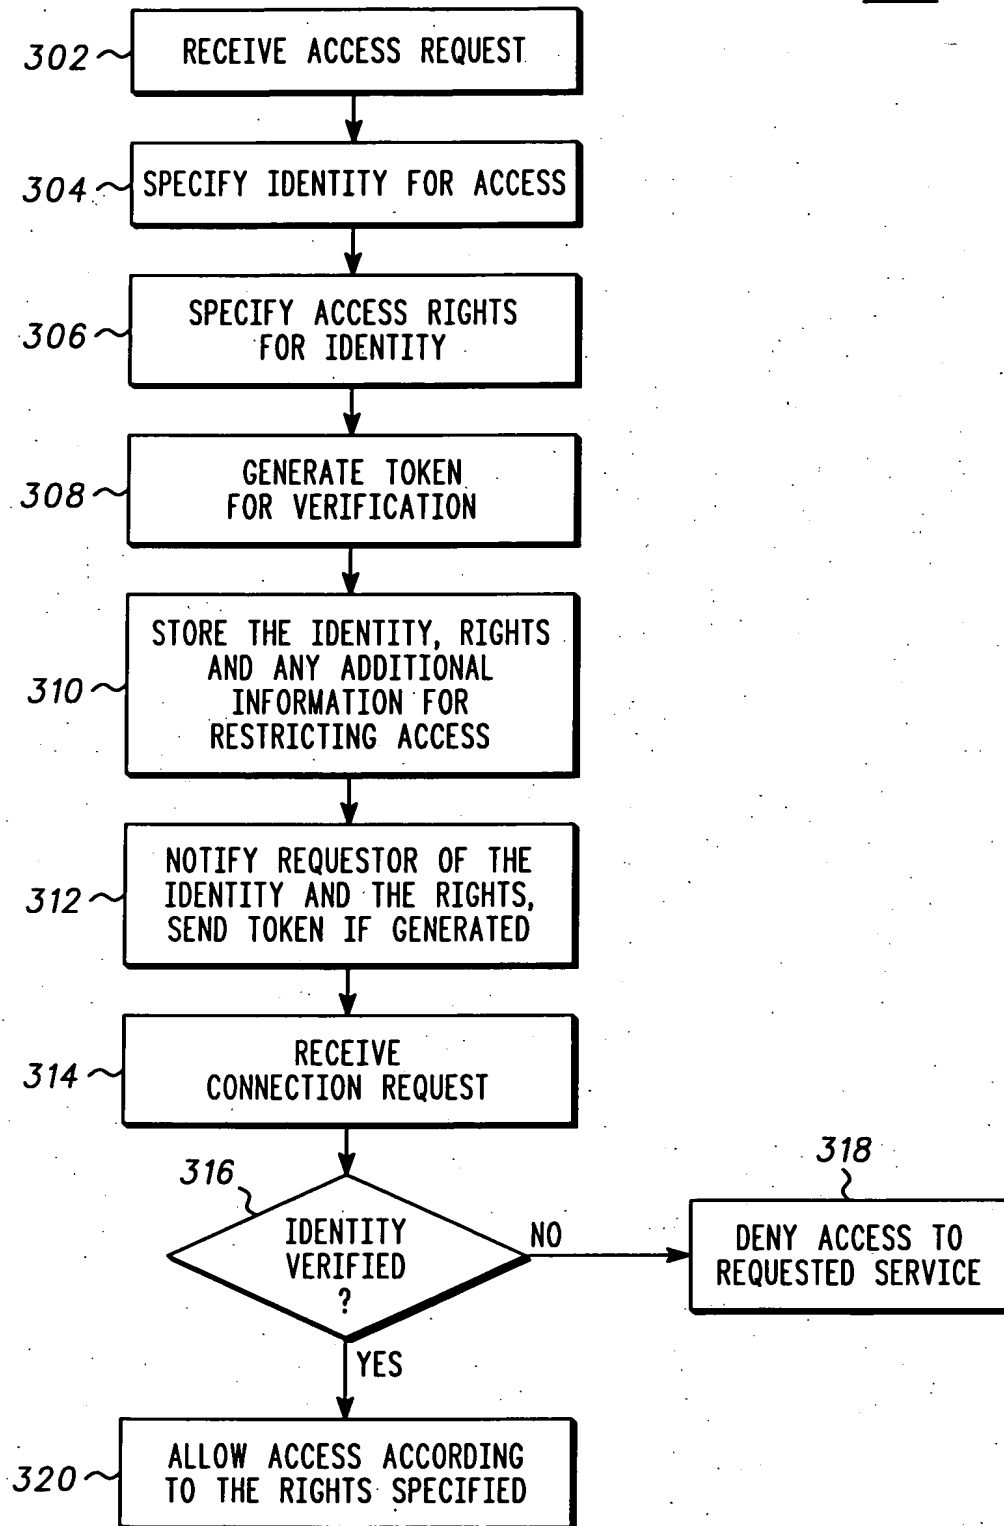 302
RECEIVE ACCESS REQUEST
304
SPECIFY IDENTITY FOR ACCESS
306
SPECIFY ACCESS RIGHTS
FOR IDENTITY
308
GENERATE TOKEN
FOR VERIFICATION
310
STORE THE IDENTITY, RIGHTS
AND ANY ADDITIONAL
INFORMATION FOR
RESTRICTING ACCESS
312
NOTIFY REQUESTOR OF THE
IDENTITY AND THE RIGHTS,
SEND TOKEN IF GENERATED
314
RECEIVE
CONNECTION REQUEST
316
IDENTITY
VERIFIED
?
NO
318
DENY ACCESS TO
REQUESTED SERVICE
YES
320
ALLOW ACCESS ACCORDING
TO THE RIGHTS SPECIFIED